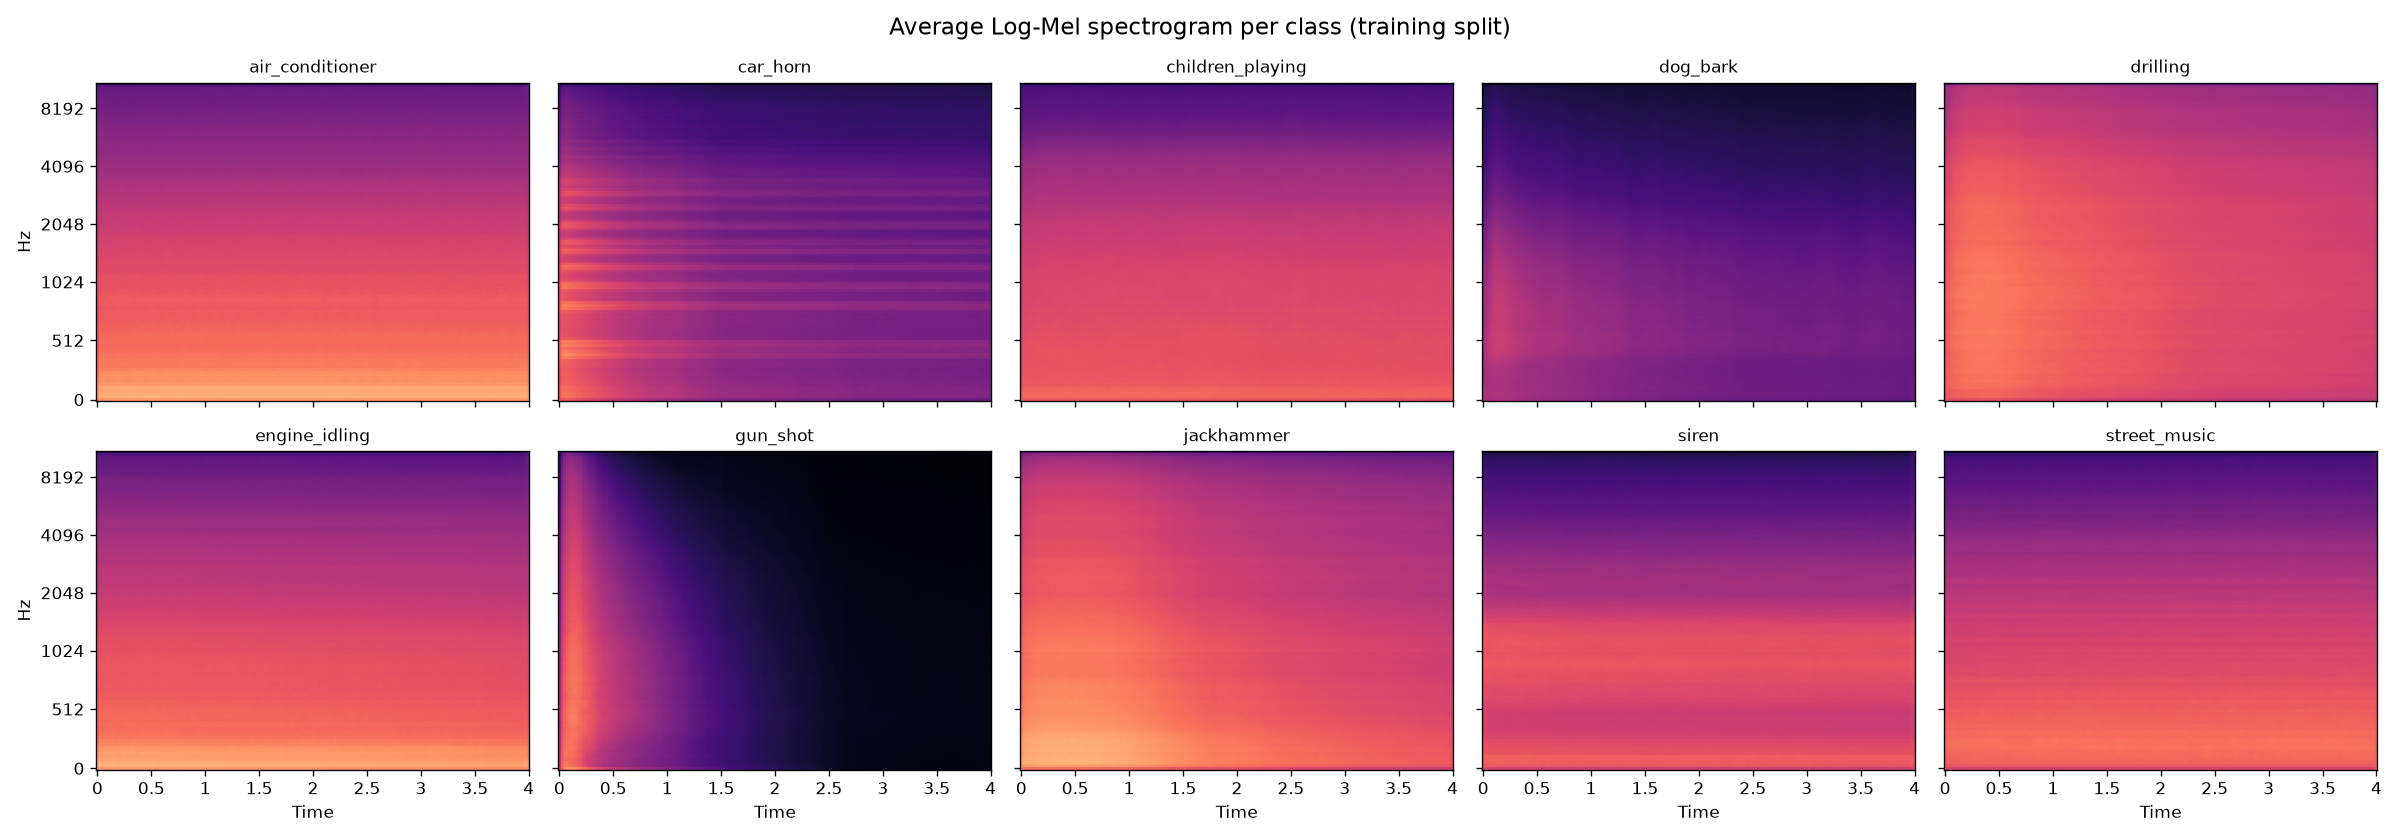 Average Log-Mel spectrogram per class (training split)
air_conditioner car_horn children_playing dog_bark drilling
8192
4096
2048
1024
512
0
Hz
engine_idling gun_shot jackhammer siren street_music
8192
4096
2048
1024
512
0
Hz
0 0.5 1 1.5 2 2.5 3 3.5 4 0 0.5 1 1.5 2 2.5 3 3.5 4 0 0.5 1 1.5 2 2.5 3 3.5 4 0 0.5 1 1.5 2 2.5 3 3.5 4 0 0.5 1 1.5 2 2.5 3 3.5 4
Time Time Time Time Time